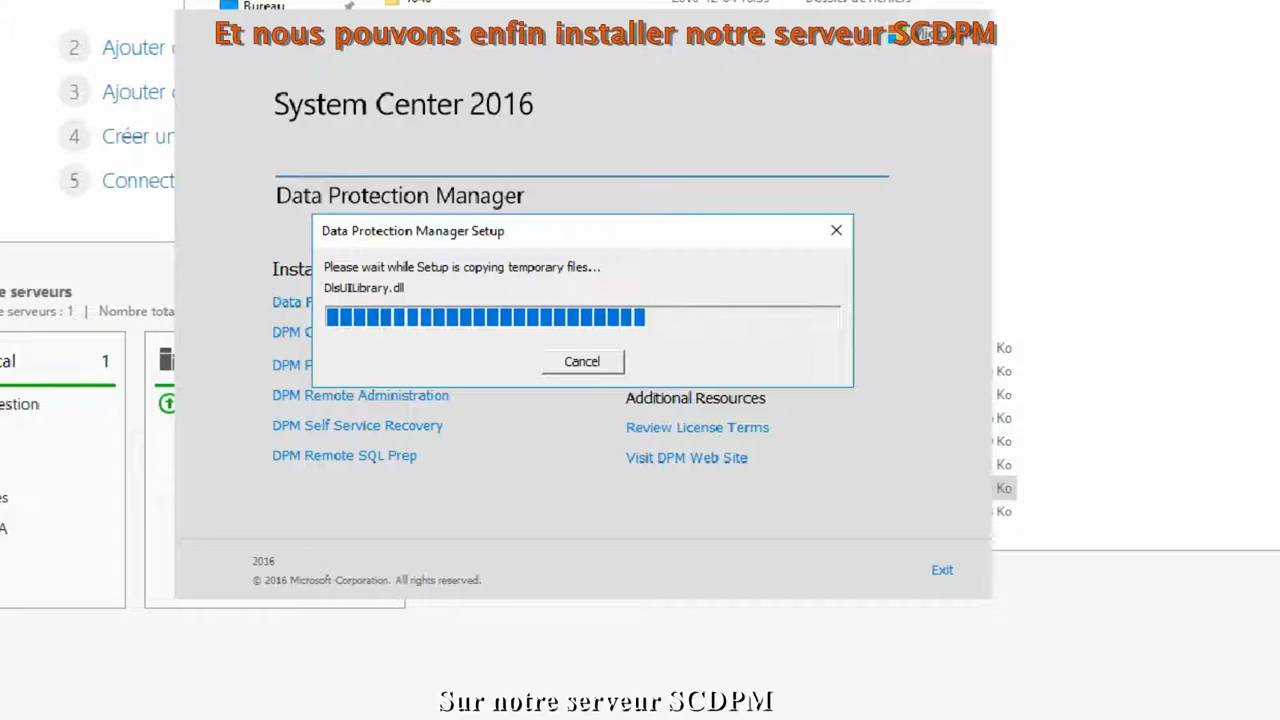 Bureau
Et nous pouvons enfin installer notre serveur SCDPM
2 Ajouter
3 Ajouter
4 Créer un
5 Connect
System Center 2016
Data Protection Manager
Data Protection Manager Setup
Please wait while Setup is copying temporary files...
DlsUILibrary.dll
Cancel
Insta
Data P
DPM C
DPM P
DPM Remote Administration
DPM Self Service Recovery
DPM Remote SQL Prep
Additional Resources
Review License Terms
Visit DPM Web Site
2016
© 2016 Microsoft Corporation. All rights reserved.
Exit
e serveurs
e serveurs : 1 | Nombre tota
cal 1
estion
es
A
Ko
Ko
Ko
Ko
Ko
Ko
Ko
Ko
Sur notre serveur SCDPM